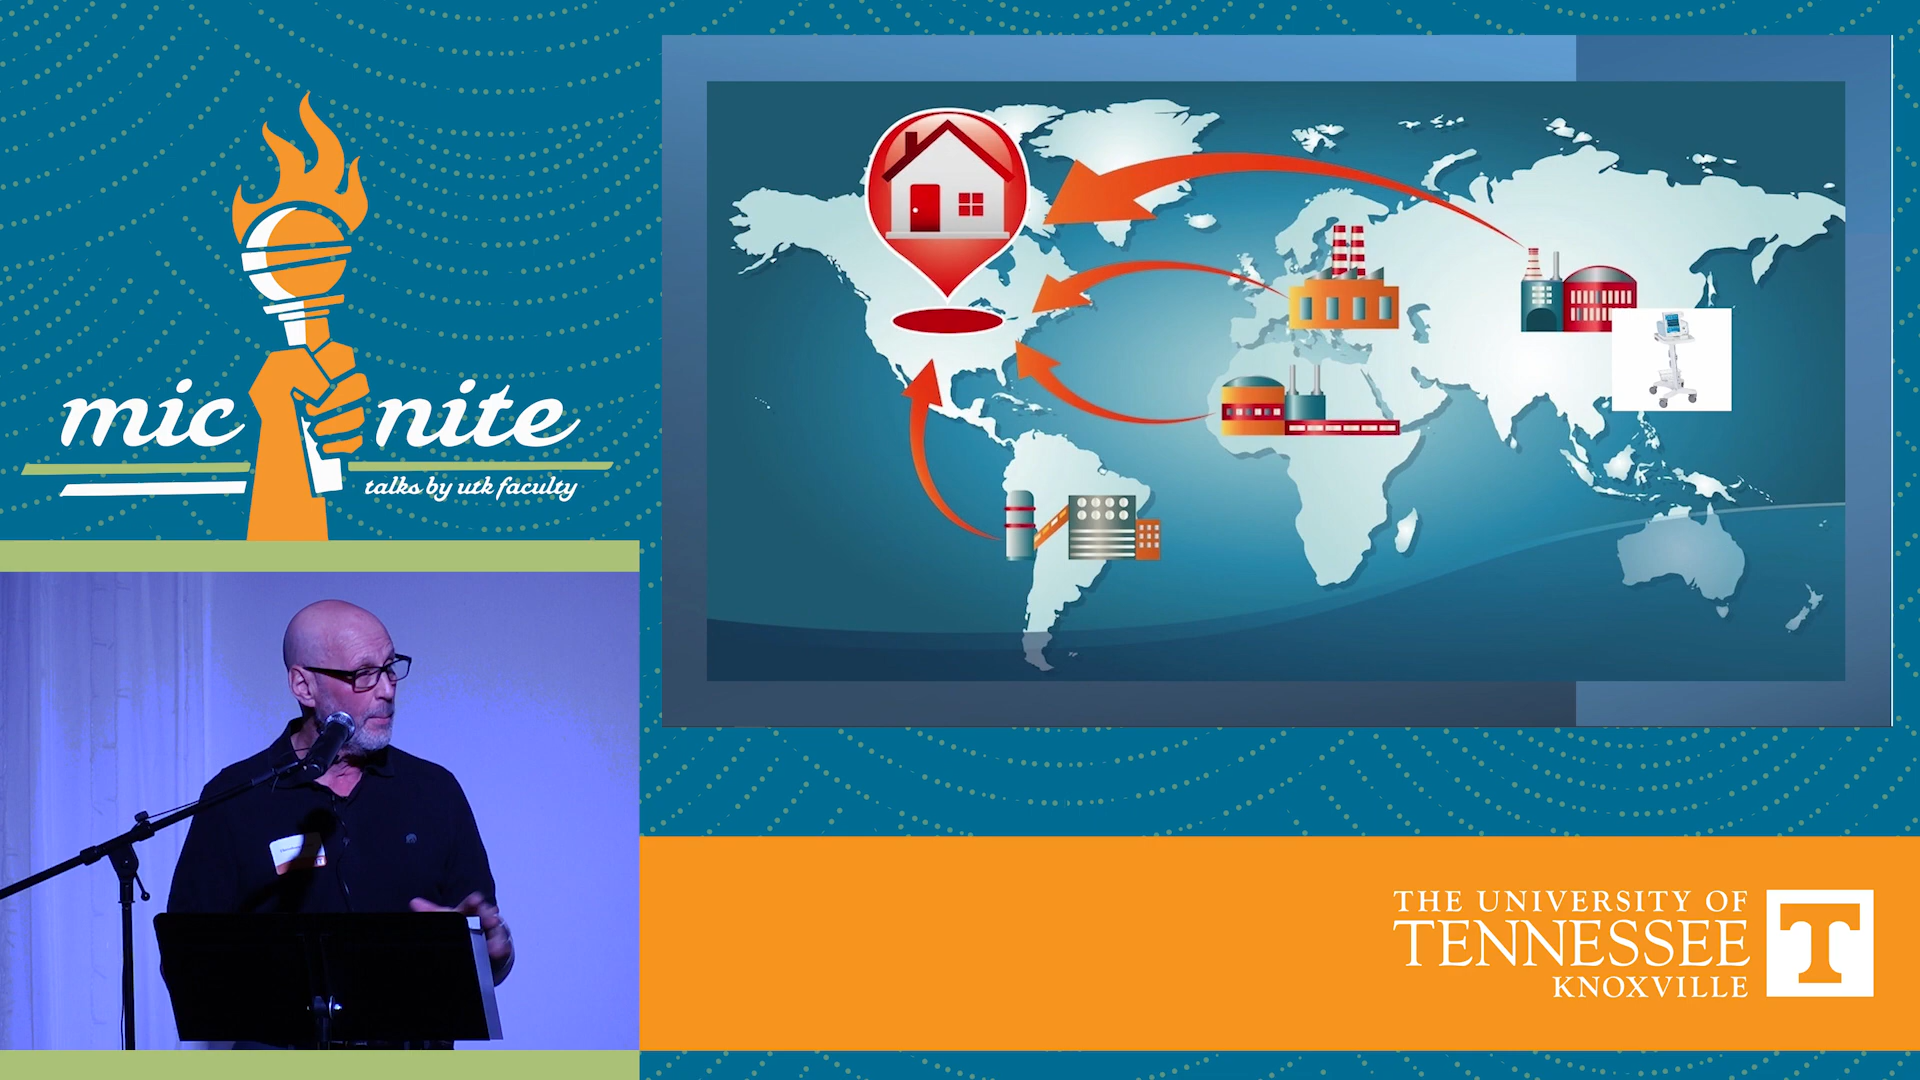 mic nite
talks by utk faculty
THE UNIVERSITY OF
TENNESSEE
KNOXVILLE
T